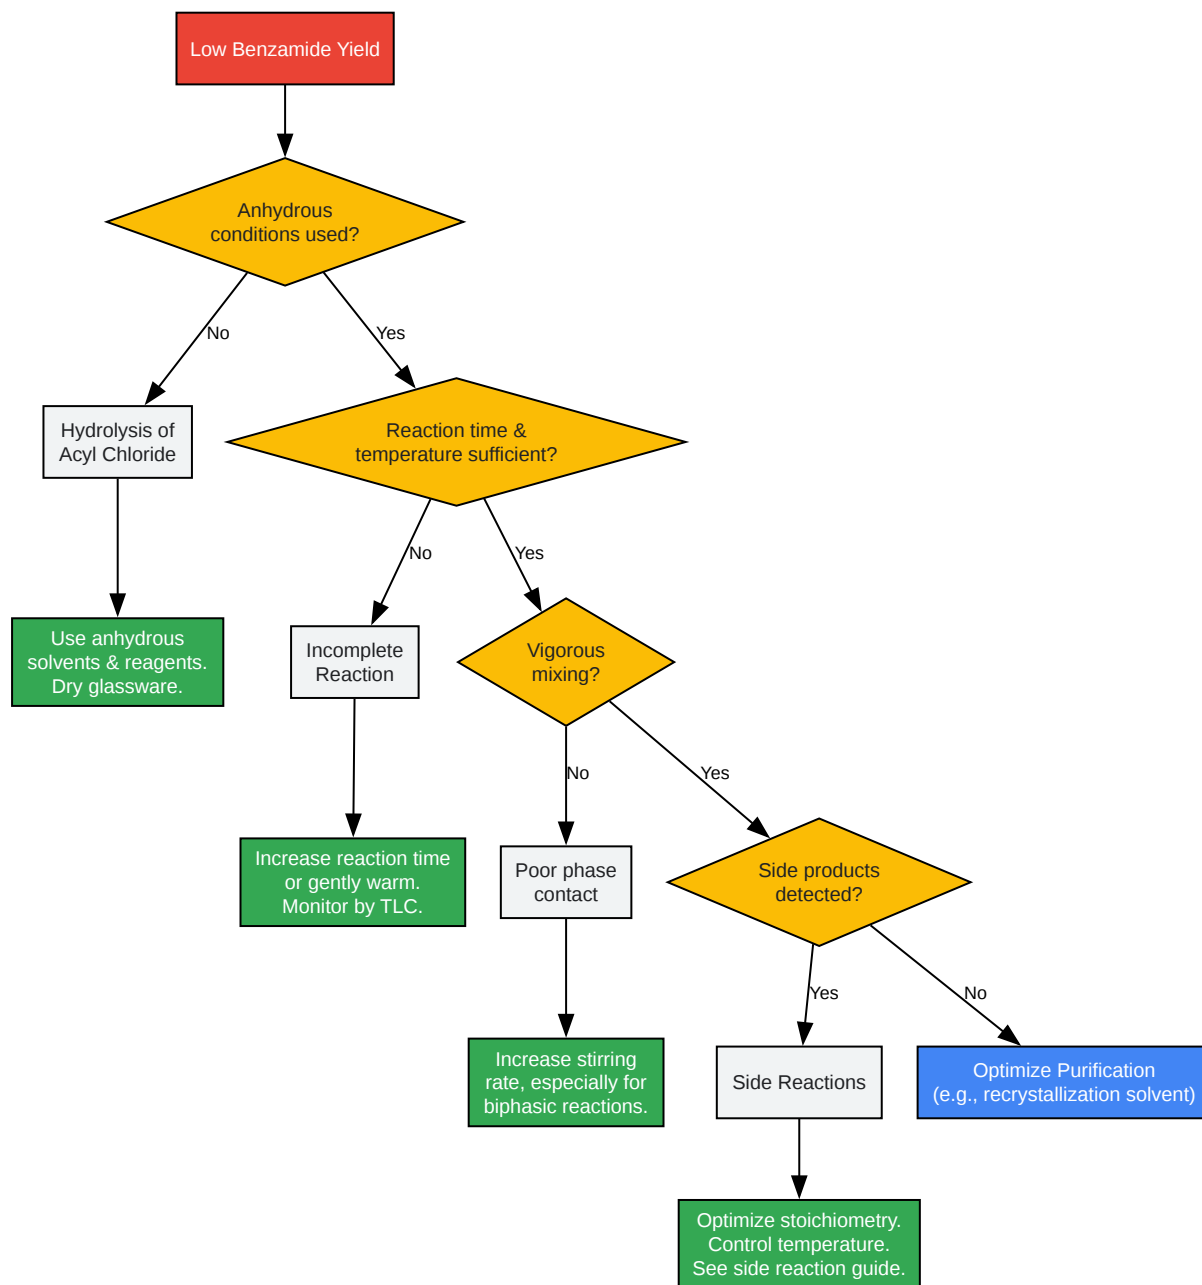 Low Benzamide Yield
Anhydrous
conditions used?
No
Yes
Hydrolysis of
Acyl Chloride
Reaction time &
temperature sufficient?
Use anhydrous
solvents & reagents.
Dry glassware.
No
Yes
Incomplete
Reaction
Vigorous
mixing?
Increase reaction time
or gently warm.
Monitor by TLC.
No
Yes
Poor phase
contact
Side products
detected?
Increase stirring
rate, especially for
biphasic reactions.
Yes
No
Side Reactions
Optimize Purification
(e.g., recrystallization solvent)
Optimize stoichiometry.
Control temperature.
See side reaction guide.